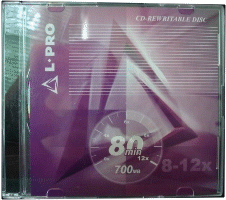 CD-REWRITABLE DISC
L·PRO
80
min
12x
700MB
8-12x